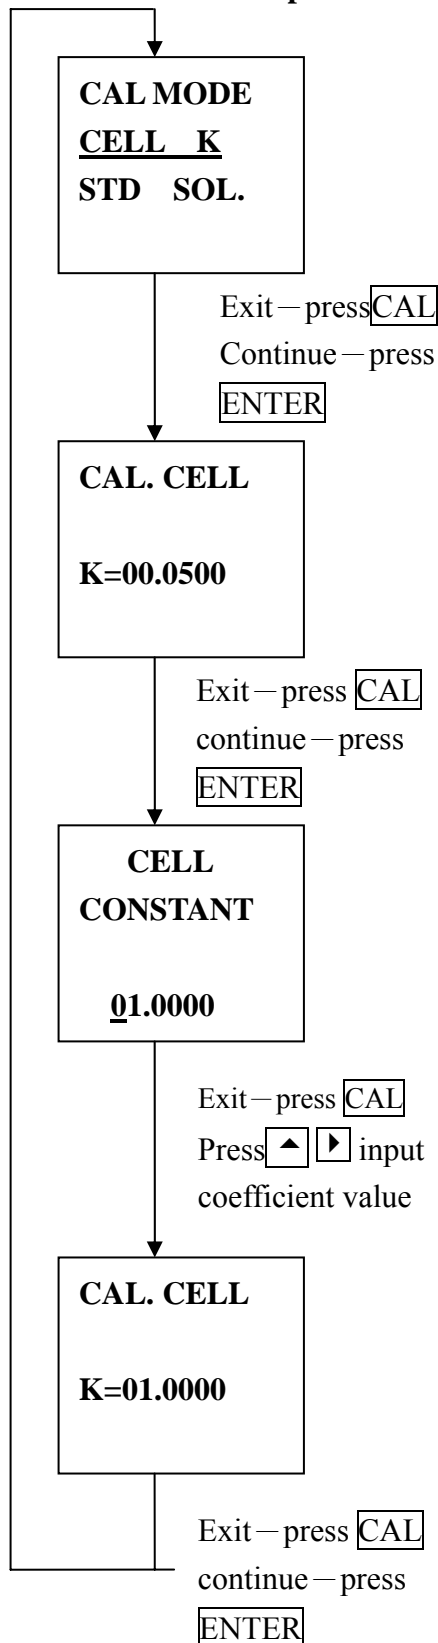 CAL MODE
CELL K
STD SOL.
Exit－pressCAL
Continue－press
ENTER
CAL. CELL
K=00.0500
Exit－press CAL
continue－press
ENTER
CELL
CONSTANT
01.0000
Exit－press CAL
Press ▲ ▶ input
coefficient value
CAL. CELL
K=01.0000
Exit－press CAL
continue－press
ENTER